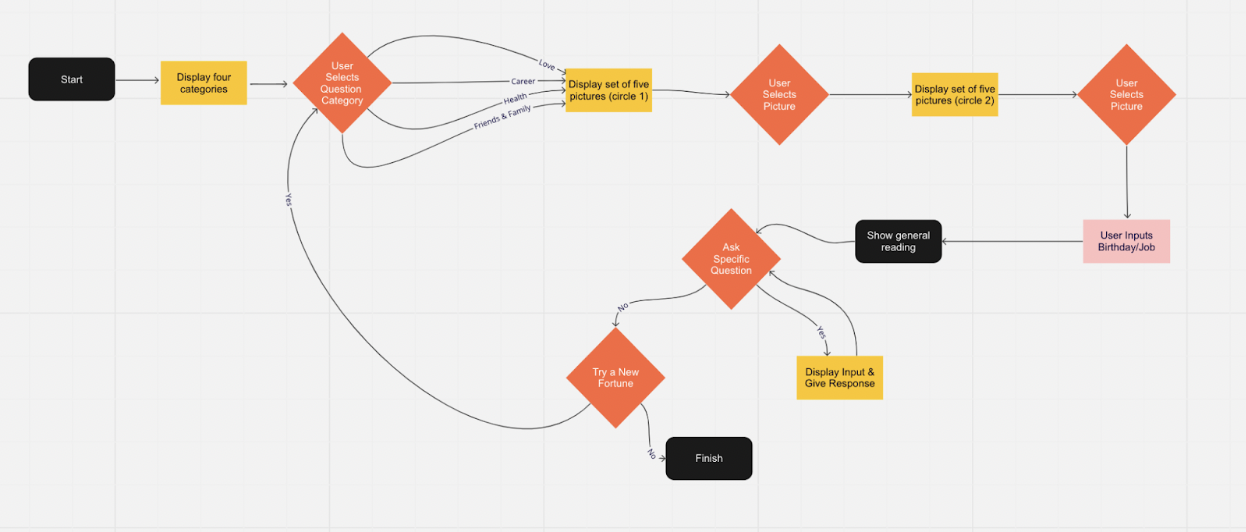 Start
Display four
categories
User
Selects
Question
Category
Love
Career
Health
Friends & Family
Display set of five
pictures (circle 1)
User
Selects
Picture
Display set of five
pictures (circle 2)
User
Selects
Picture
User Inputs
Birthday/Job
Show general
reading
Ask
Specific
Question
Yes
No
Yes
Display Input &
Give Response
Try a New
Fortune
No
Finish